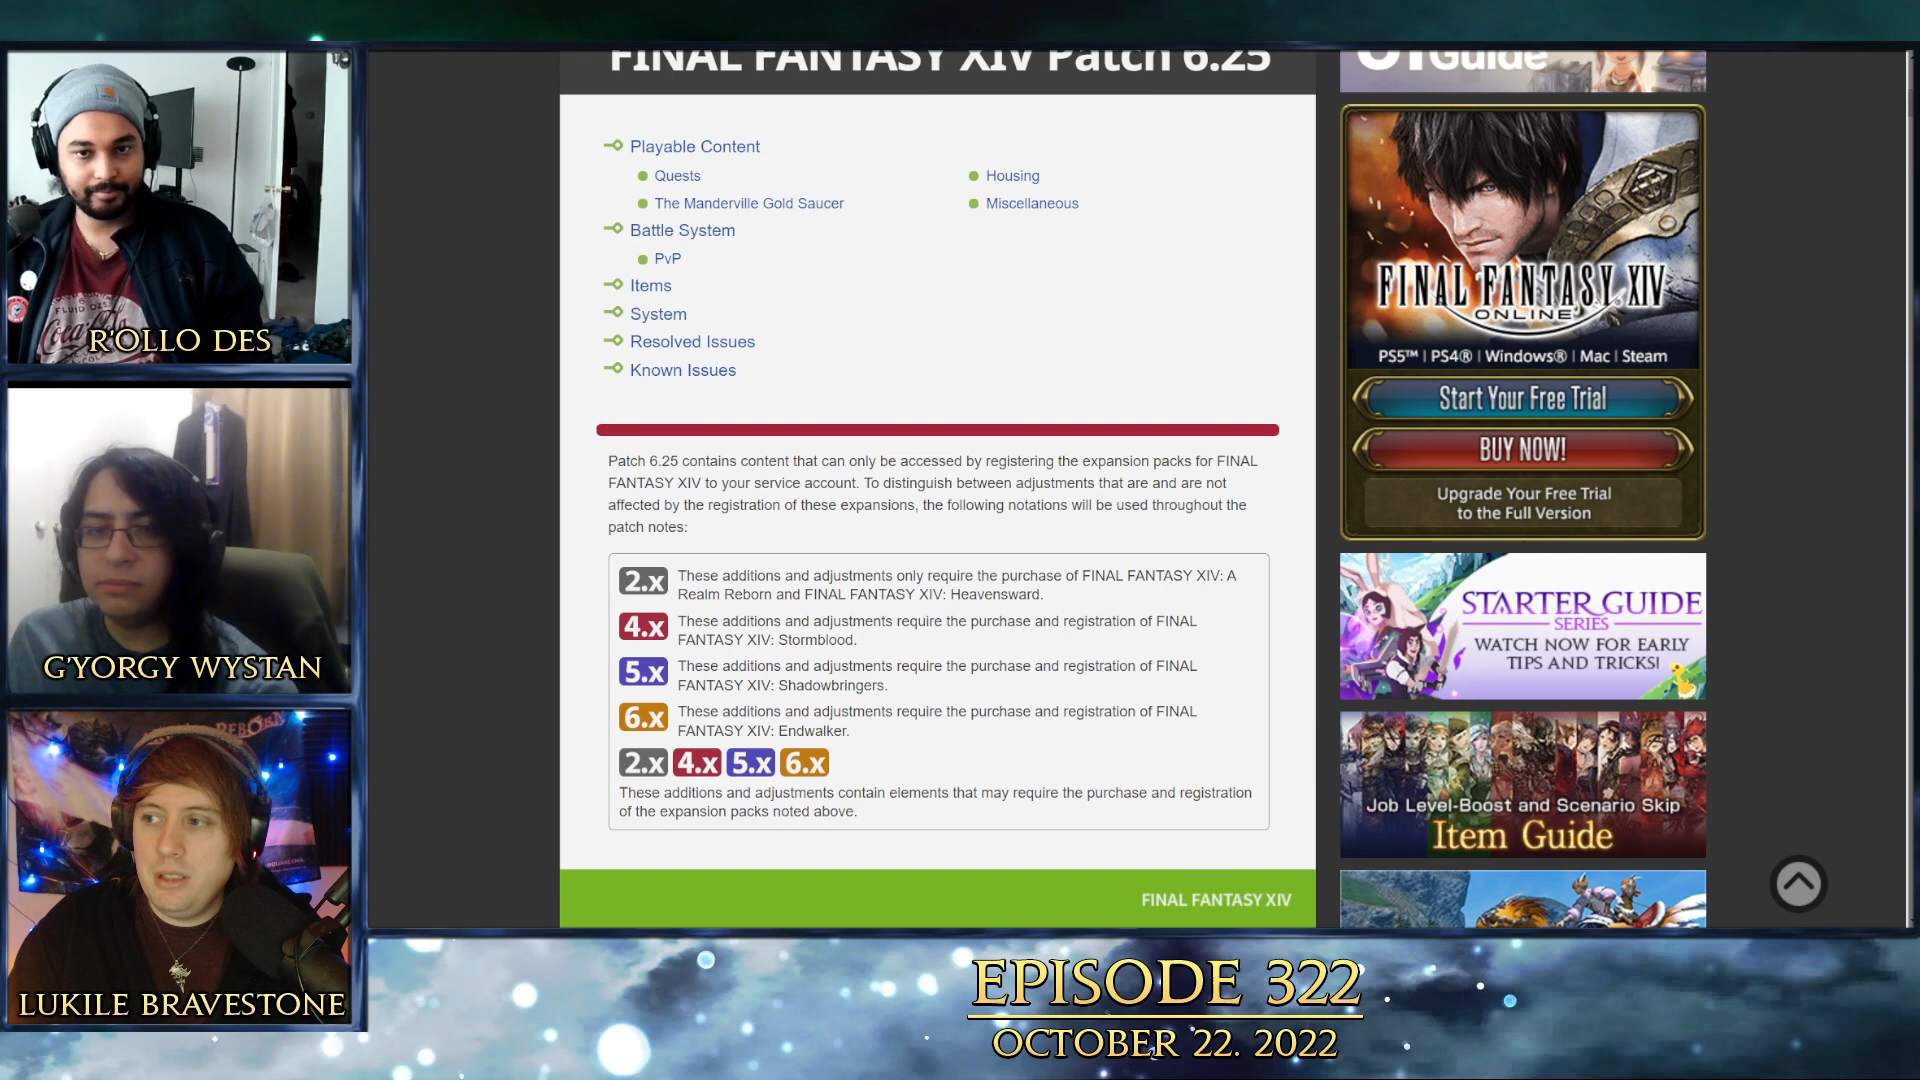 FINAL FANTASY XIV Patch 6.25
Playable Content
Quests
The Manderville Gold Saucer
Housing
Miscellaneous
Battle System
PvP
Items
System
Resolved Issues
Known Issues
Patch 6.25 contains content that can only be accessed by registering the expansion packs for FINAL
FANTASY XIV to your service account. To distinguish between adjustments that are and are not
affected by the registration of these expansions, the following notations will be used throughout the
patch notes:
2.x These additions and adjustments only require the purchase of FINAL FANTASY XIV: A
Realm Reborn and FINAL FANTASY XIV: Heavensward.
4.x These additions and adjustments require the purchase and registration of FINAL
FANTASY XIV: Stormblood.
5.x These additions and adjustments require the purchase and registration of FINAL
FANTASY XIV: Shadowbringers.
6.x These additions and adjustments require the purchase and registration of FINAL
FANTASY XIV: Endwalker.
2.x 4.x 5.x 6.x
These additions and adjustments contain elements that may require the purchase and registration
of the expansion packs noted above.
FINAL FANTASY XIV
Guide
FINAL FANTASY XIV
ONLINE
PS5™ | PS4® | Windows® | Mac | Steam
Start Your Free Trial
BUY NOW!
Upgrade Your Free Trial
to the Full Version
STARTER GUIDE
SERIES
WATCH NOW FOR EARLY
TIPS AND TRICKS!
Job Level-Boost and Scenario Skip
Item Guide
FLUID OZS
Coca-Cola
R'OLLO DES
G'YORGY WYSTAN
REBORN
LUKILE BRAVESTONE
EPISODE 322
OCTOBER 22. 2022